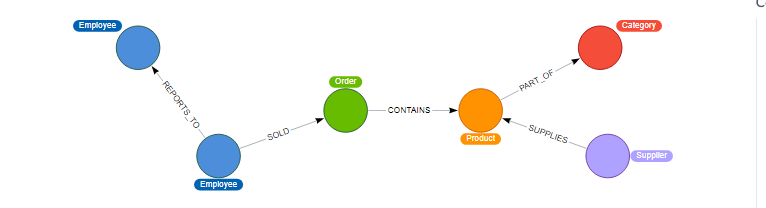 Employee
Category
REPORTS_TO
PART_OF
Order
SOLD
CONTAINS
Product
SUPPLIES
Supplier
Employee